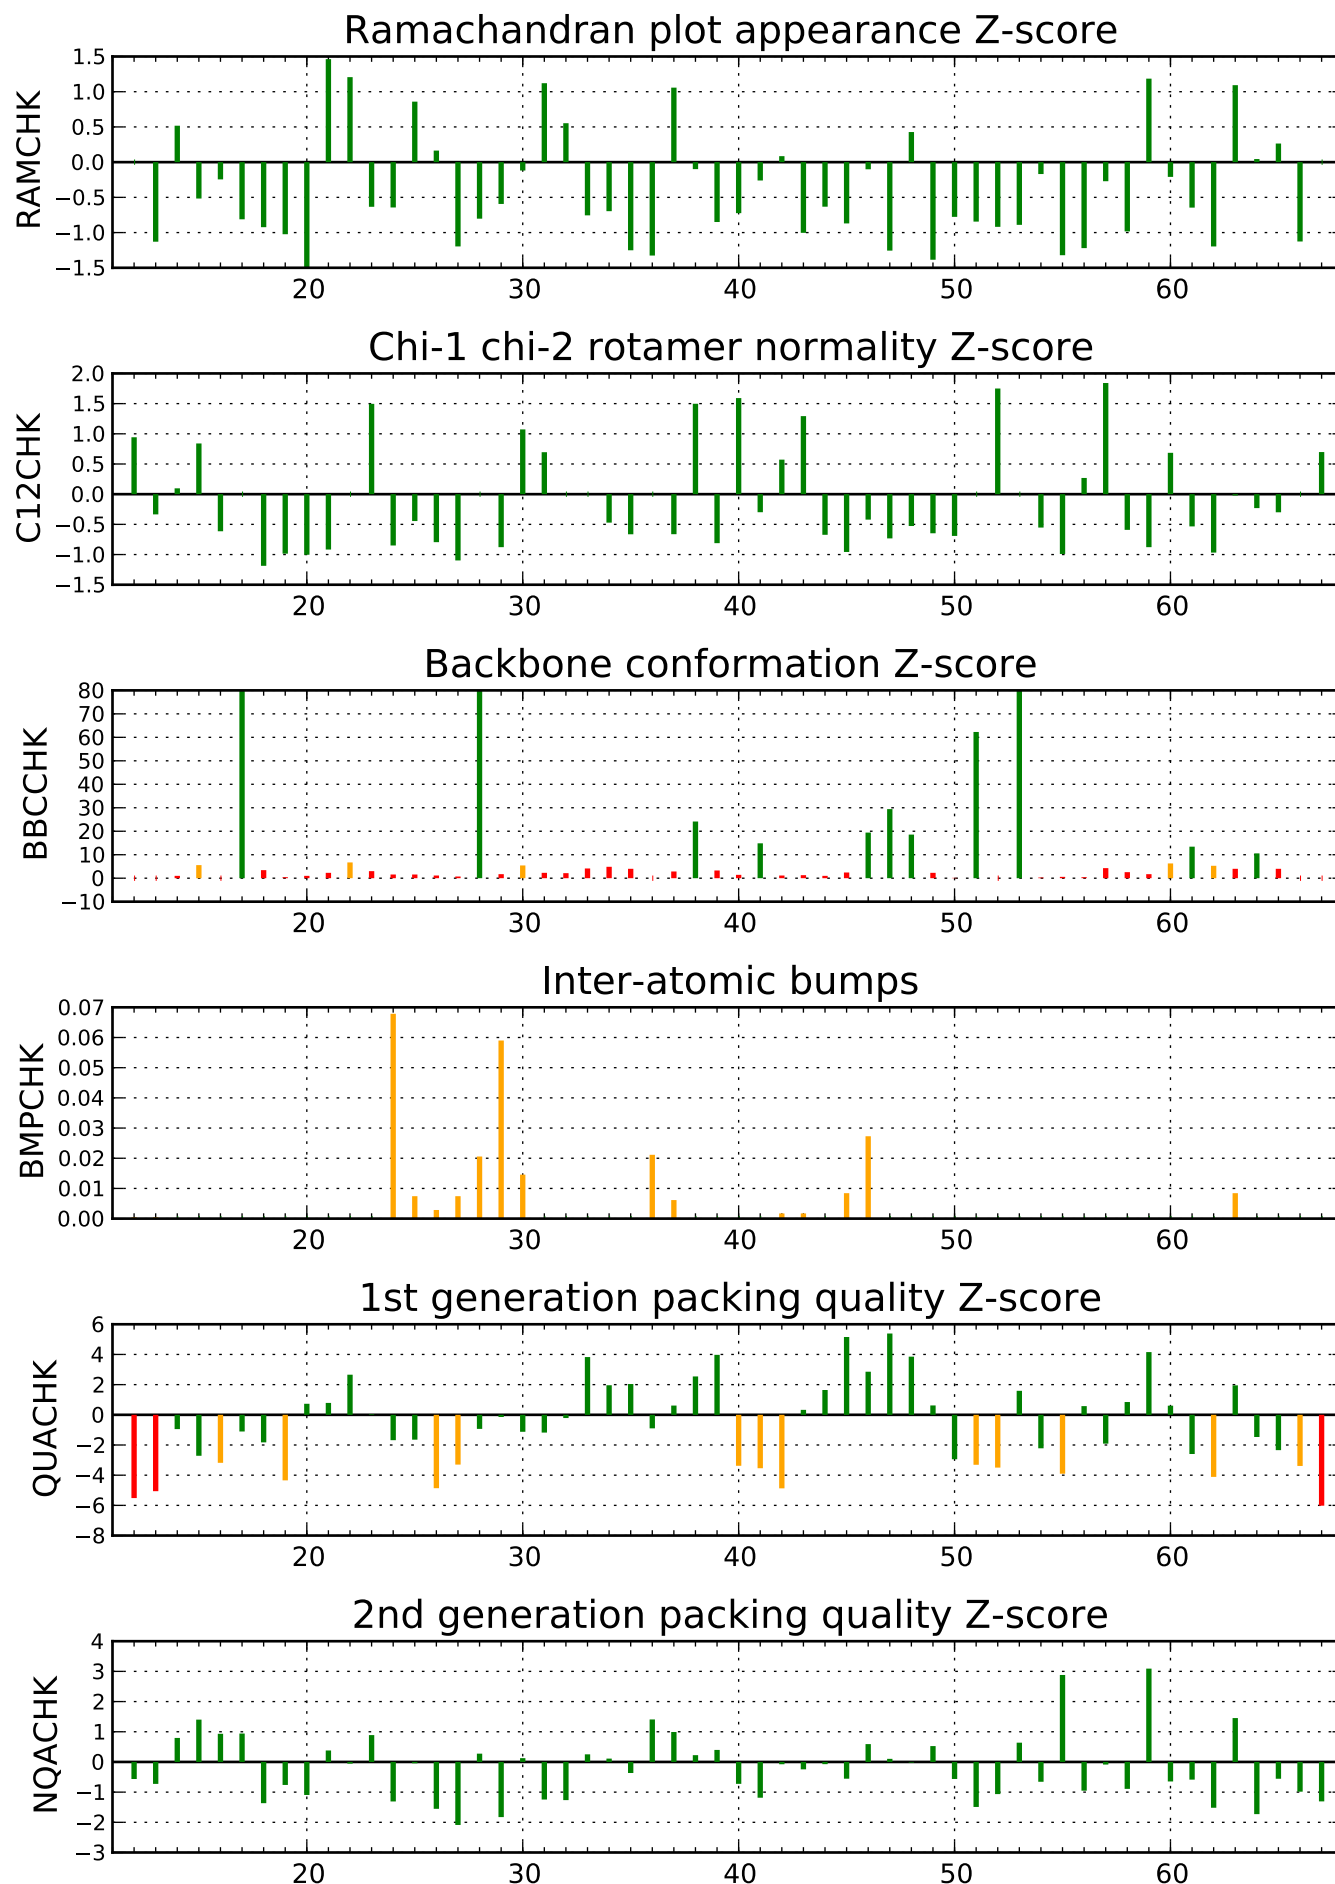 Ramachandran plot appearance Z-score
RAMCHK
1.5
1.0
0.5
0.0
−0.5
−1.0
−1.5
20 30 40 50 60
Chi-1 chi-2 rotamer normality Z-score
C12CHK
2.0
1.5
1.0
0.5
0.0
−0.5
−1.0
−1.5
20 30 40 50 60
Backbone conformation Z-score
BBCCHK
80
70
60
50
40
30
20
10
0
−10
20 30 40 50 60
Inter-atomic bumps
BMPCHK
0.07
0.06
0.05
0.04
0.03
0.02
0.01
0.00
20 30 40 50 60
1st generation packing quality Z-score
QUACHK
6
4
2
0
−2
−4
−6
−8
20 30 40 50 60
2nd generation packing quality Z-score
NQACHK
4
3
2
1
0
−1
−2
−3
20 30 40 50 60